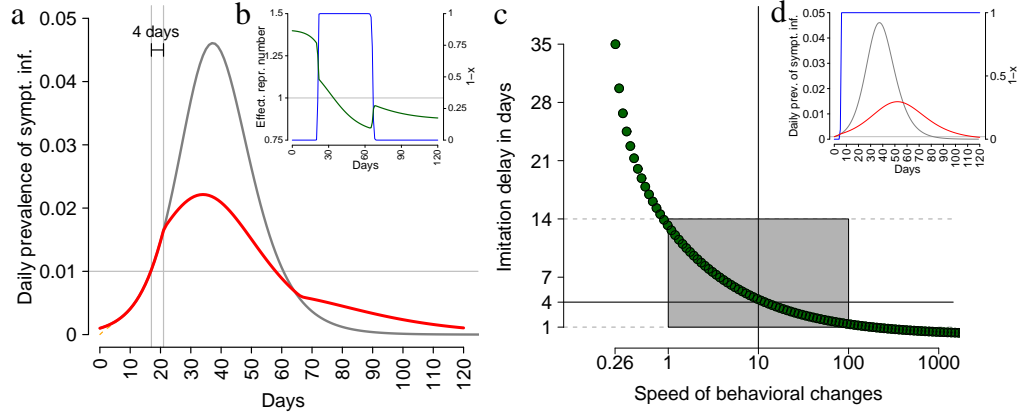 a
4 days
Daily prevalence of sympt. inf.
0.05
0.04
0.03
0.02
0.01
0
0 10 20 30 40 50 60 70 80 90 100 110 120
Days
b
Effect. repr. number
1.5
1.25
1
0.75
1
0.75
0.5
0.25
0
1−x
0 30 60 90 120
Days
c
Imitation delay in days
35
28
21
14
7
4
1
0.26 1 10 100 1000
Speed of behavioral changes
d
Daily prev. of sympt. inf.
0.05
0.04
0.03
0.02
0.01
0.00
1
0.5
0
1−x
0 10 20 30 40 50 60 70 80 90 100 110 120
Days